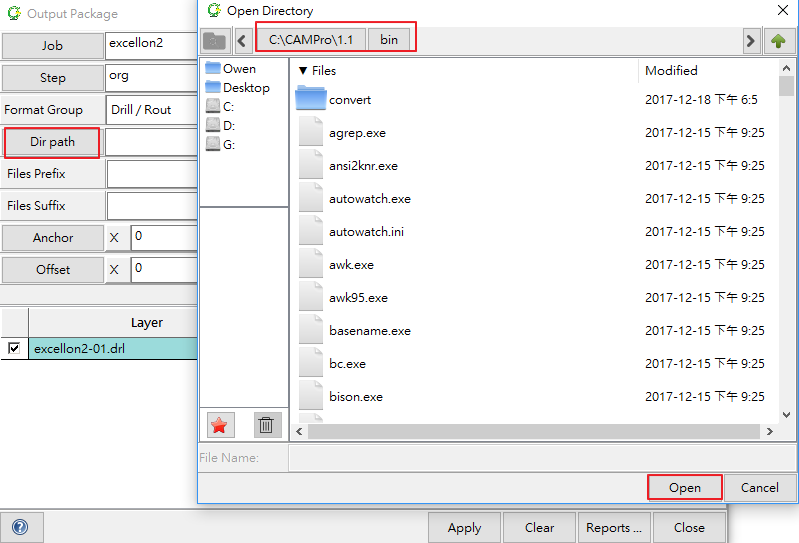 Output Package
Job excellon2
Step org
Format Group Drill / Rout
Dir path
Files Prefix
Files Suffix
Anchor X 0
Offset X 0
Layer
excellon2-01.drl
Open Directory
C:\CAMPro\1.1 bin
Owen
Desktop
C:
D:
G:
▼ Files Modified
convert 2017-12-18 下午 6:5
agrep.exe 2017-12-15 下午 9:25
ansi2knr.exe 2017-12-15 下午 9:25
autowatch.exe 2017-12-15 下午 9:25
autowatch.ini 2017-12-15 下午 9:25
awk.exe 2017-12-15 下午 9:25
awk95.exe 2017-12-15 下午 9:25
basename.exe 2017-12-15 下午 9:25
bc.exe 2017-12-15 下午 9:25
bison.exe 2017-12-15 下午 9:25
File Name:
Open Cancel
Apply Clear Reports ... Close